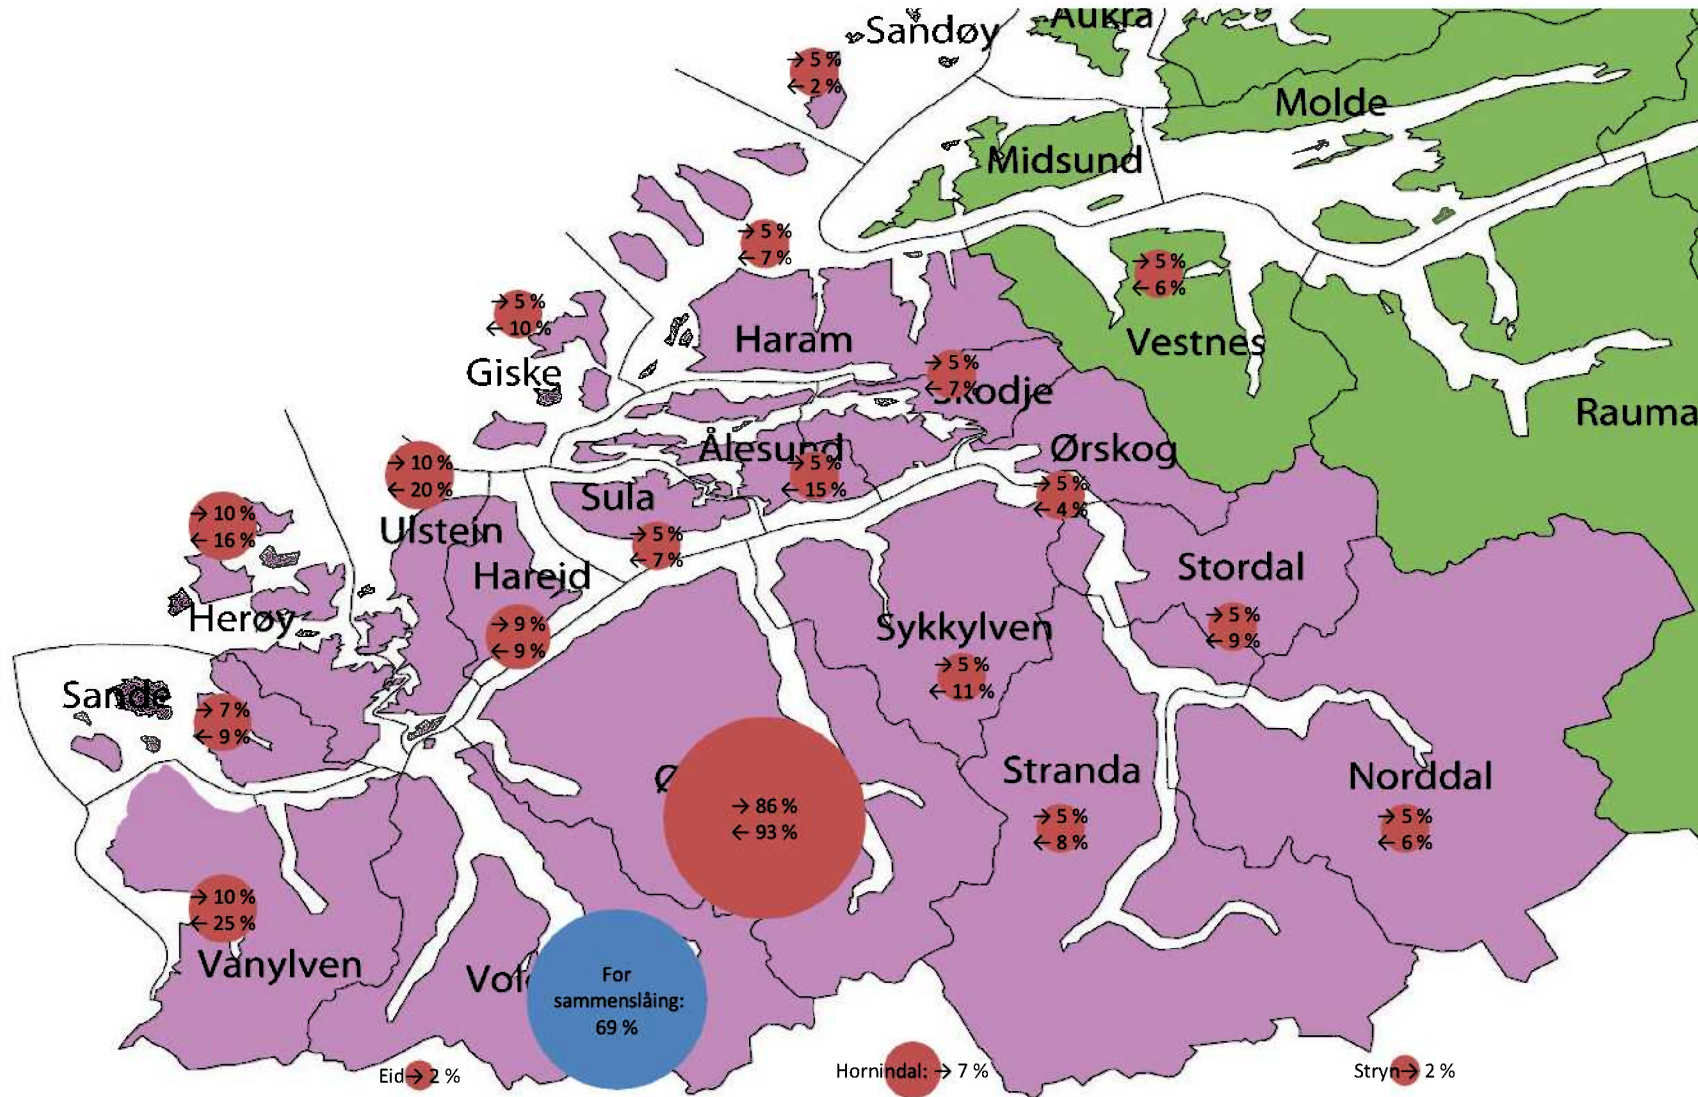 Aukra
Sandøy
→ 5 %
← 2 %
Molde
Midsund
→ 5 %
← 7 %
→ 5 %
← 6 %
→ 5 %
← 10 %
Haram
Vestnes
Giske
→ 5 %
← 7 %
Skodje
Rauma
Ålesund
Ørskog
→ 10 %
← 20 %
→ 5 %
← 15 %
Sula
→ 5 %
← 4 %
→ 10 %
← 16 %
Ulstein
→ 5 %
← 7 %
Hareid
Stordal
Herøy
→ 9 %
← 9 %
Sykkylven
→ 5 %
← 9 %
→ 5 %
← 11 %
Sande
→ 7 %
← 9 %
Ø
→ 86 %
← 93 %
Stranda
Norddal
→ 5 %
← 8 %
→ 5 %
← 6 %
→ 10 %
← 25 %
Vanylven
For
sammenslåing:
69 %
Eid→ 2 %
Hornindal: → 7 %
Stryn→ 2 %